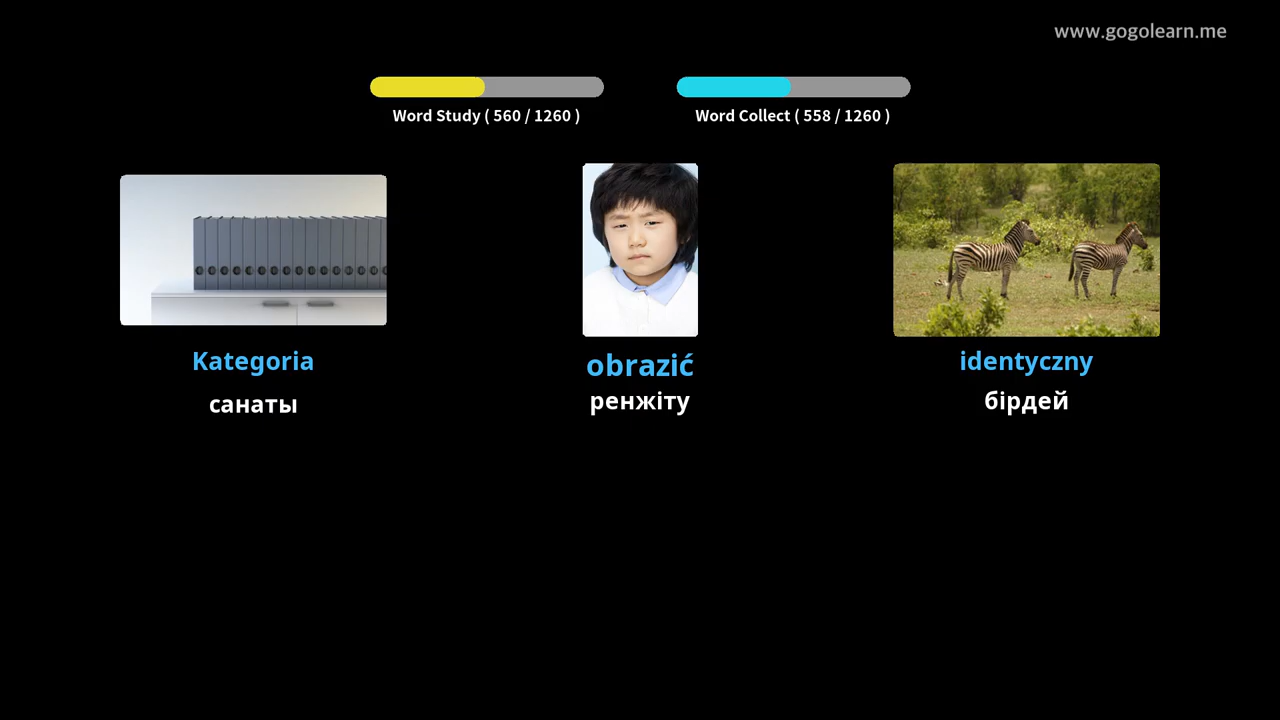 www.gogolearn.me
Word Study ( 560 / 1260 )
Word Collect ( 558 / 1260 )
Kategoria
санаты
obrazić
ренжіту
identyczny
бірдей